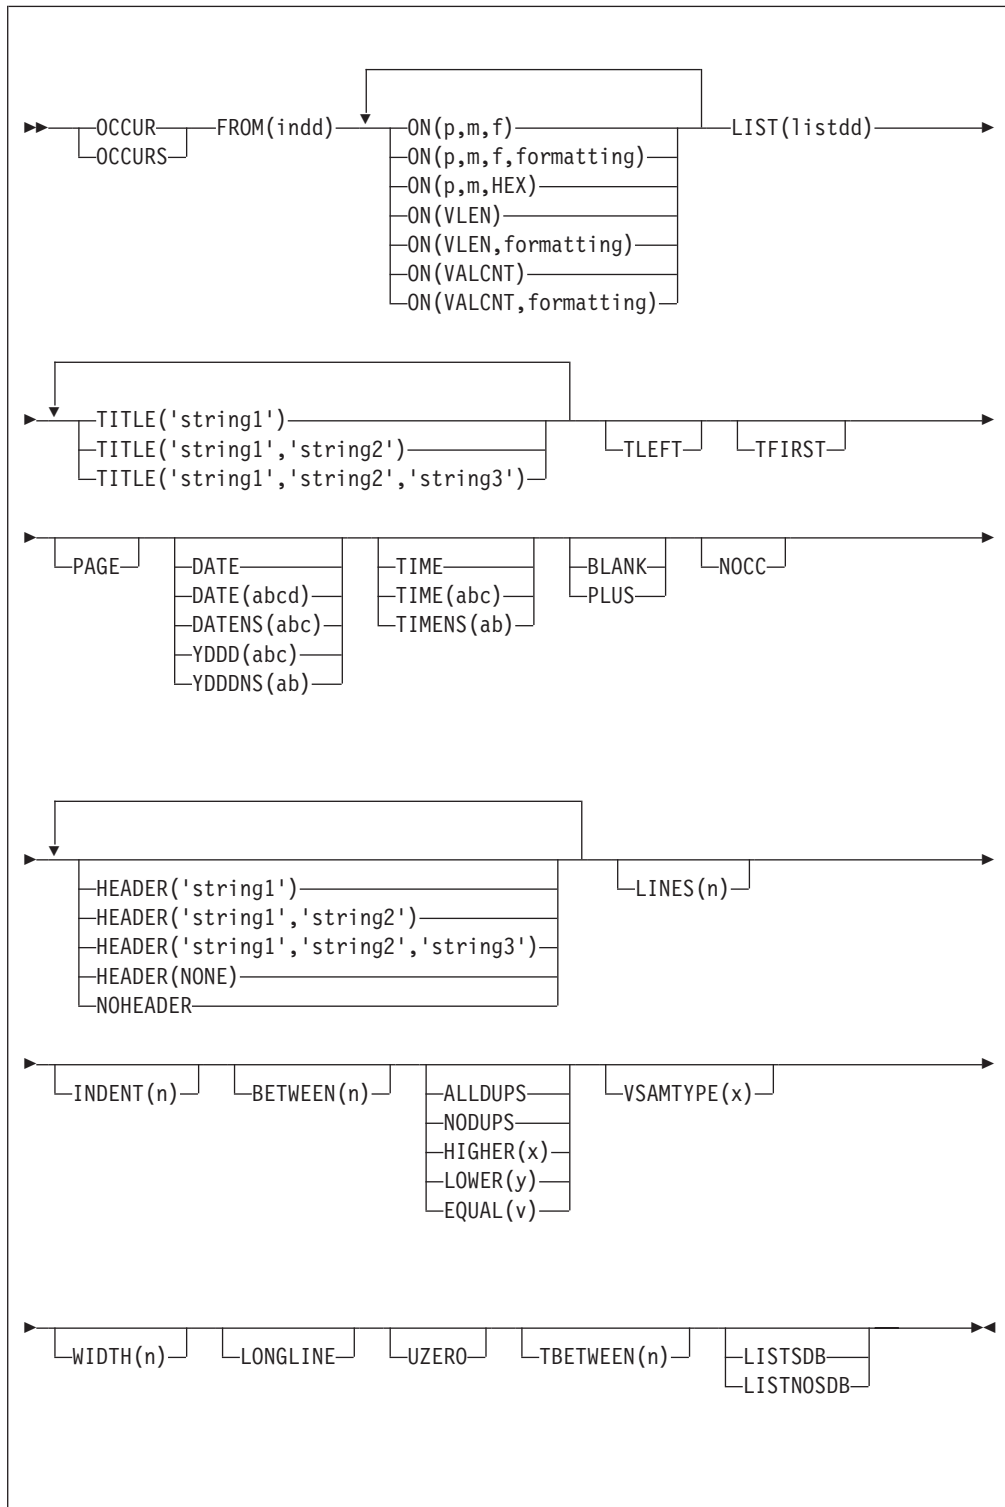 OCCUR FROM(indd) ON(p,m,f) LIST(listdd)
OCCURS ON(p,m,f,formatting)
ON(p,m,HEX)
ON(VLEN)
ON(VLEN,formatting)
ON(VALCNT)
ON(VALCNT,formatting)
TITLE('string1')
TITLE('string1','string2') TLEFT TFIRST
TITLE('string1','string2','string3')
PAGE DATE TIME BLANK NOCC
DATE(abcd) TIME(abc) PLUS
DATENS(abc) TIMENS(ab)
YDDD(abc)
YDDDNS(ab)
HEADER('string1') LINES(n)
HEADER('string1','string2')
HEADER('string1','string2','string3')
HEADER(NONE)
NOHEADER
INDENT(n) BETWEEN(n) ALLDUPS VSAMTYPE(x)
NODUPS
HIGHER(x)
LOWER(y)
EQUAL(v)
WIDTH(n) LONGLINE UZERO TBETWEEN(n) LISTSDB
LISTNOSDB